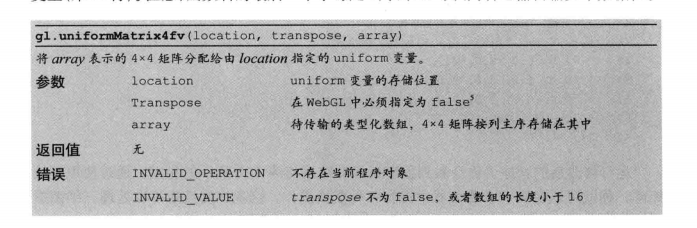 gl.uniformMatrix4fv(location, transpose, array)
将 array 表示的 4×4 矩阵分配给由 location 指定的 uniform 变量。
参数 location uniform 变量的存储位置
Transpose 在 WebGL 中必须指定为 false⁵
array 待传输的类型化数组，4×4 矩阵按列主序存储在其中
返回值 无
错误 INVALID_OPERATION 不存在当前程序对象
INVALID_VALUE transpose 不为 false，或者数组的长度小于 16